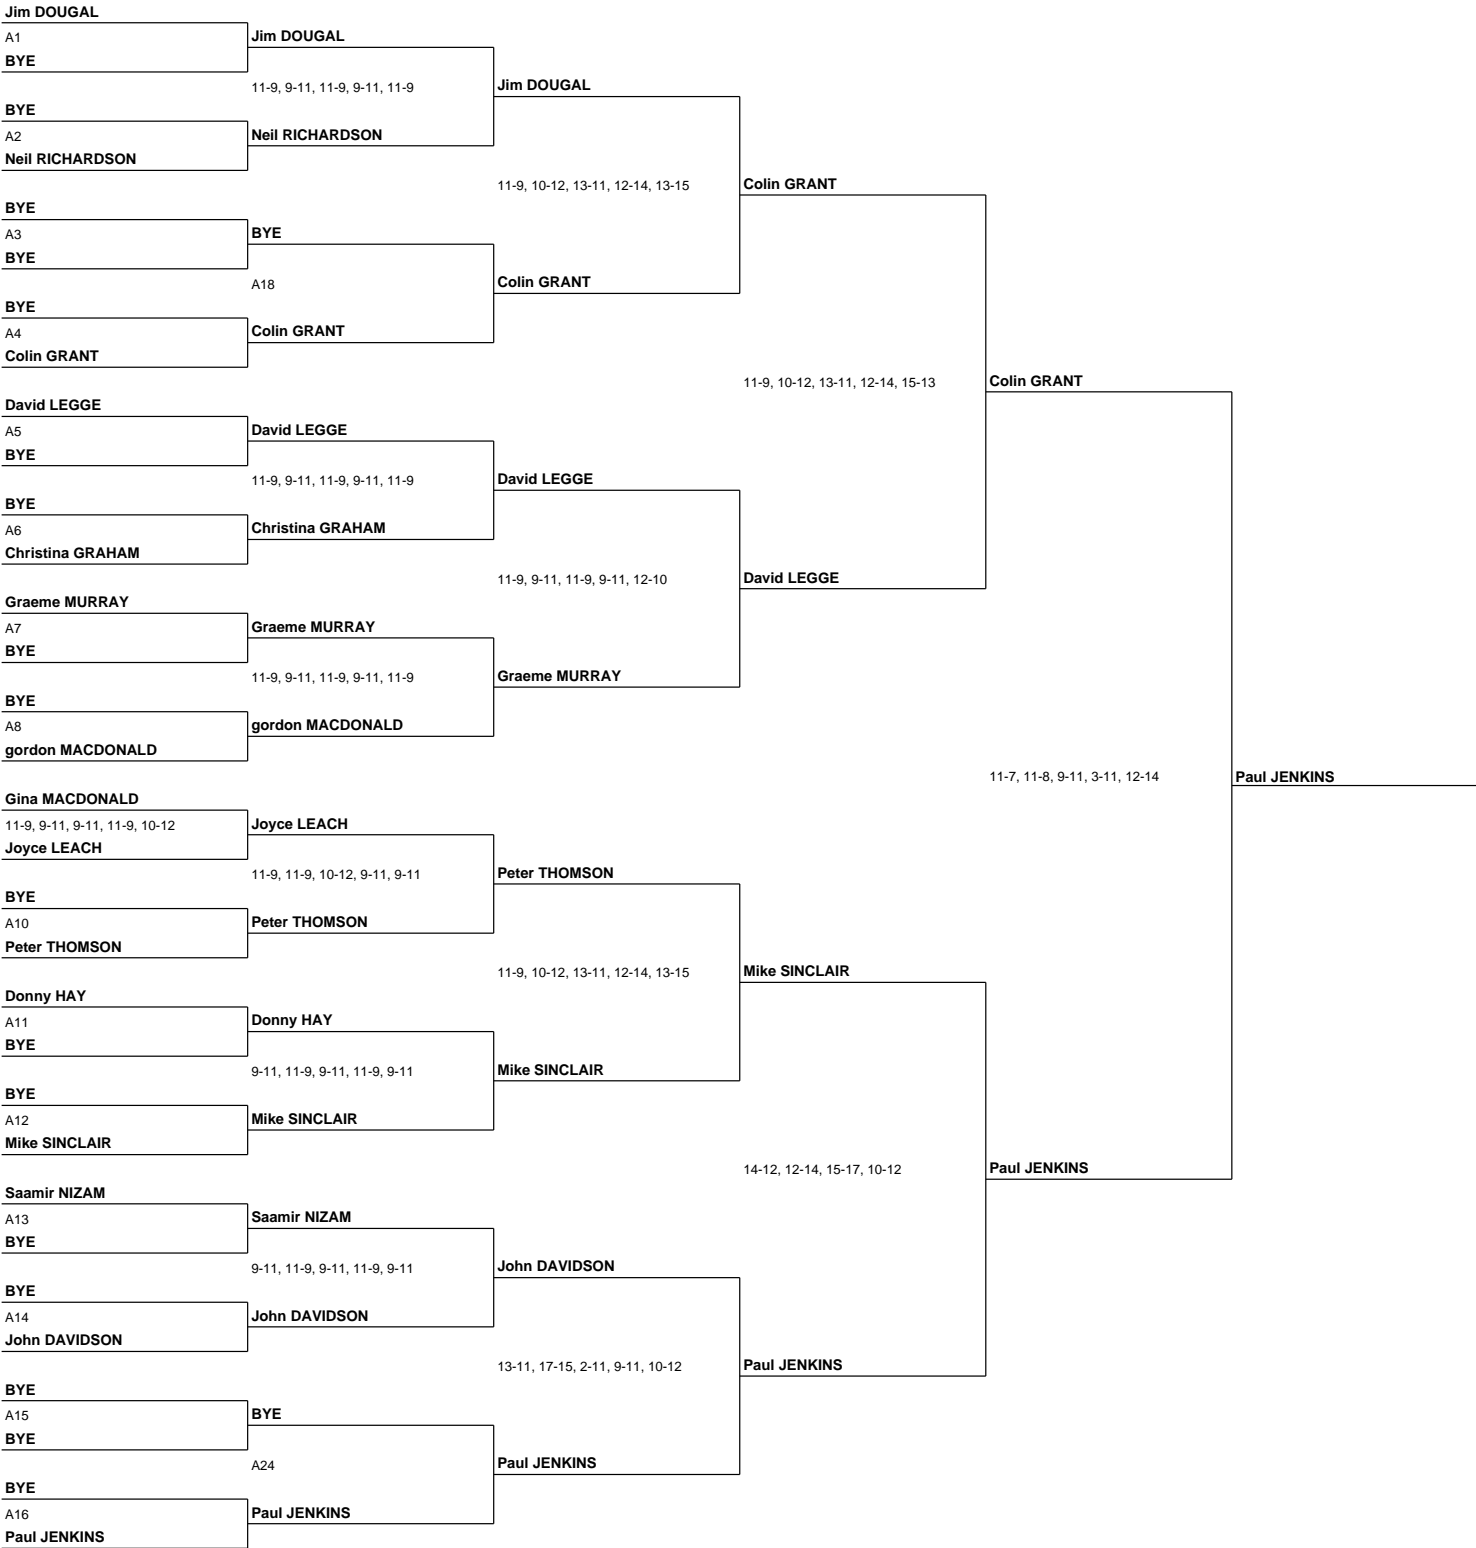 Jim DOUGAL
A1
Jim DOUGAL
BYE
11-9, 9-11, 11-9, 9-11, 11-9
Jim DOUGAL
BYE
A2
Neil RICHARDSON
Neil RICHARDSON
11-9, 10-12, 13-11, 12-14, 13-15
Colin GRANT
BYE
A3
BYE
BYE
A18
Colin GRANT
BYE
A4
Colin GRANT
Colin GRANT
11-9, 10-12, 13-11, 12-14, 15-13
Colin GRANT
David LEGGE
A5
David LEGGE
BYE
11-9, 9-11, 11-9, 9-11, 11-9
David LEGGE
BYE
A6
Christina GRAHAM
Christina GRAHAM
11-9, 9-11, 11-9, 9-11, 12-10
David LEGGE
Graeme MURRAY
A7
Graeme MURRAY
BYE
11-9, 9-11, 11-9, 9-11, 11-9
Graeme MURRAY
BYE
A8
gordon MACDONALD
gordon MACDONALD
11-7, 11-8, 9-11, 3-11, 12-14
Paul JENKINS
Gina MACDONALD
11-9, 9-11, 9-11, 11-9, 10-12
Joyce LEACH
Joyce LEACH
11-9, 11-9, 10-12, 9-11, 9-11
Peter THOMSON
BYE
A10
Peter THOMSON
Peter THOMSON
11-9, 10-12, 13-11, 12-14, 13-15
Mike SINCLAIR
Donny HAY
A11
Donny HAY
BYE
9-11, 11-9, 9-11, 11-9, 9-11
Mike SINCLAIR
BYE
A12
Mike SINCLAIR
Mike SINCLAIR
14-12, 12-14, 15-17, 10-12
Paul JENKINS
Saamir NIZAM
A13
Saamir NIZAM
BYE
9-11, 11-9, 9-11, 11-9, 9-11
John DAVIDSON
BYE
A14
John DAVIDSON
John DAVIDSON
13-11, 17-15, 2-11, 9-11, 10-12
Paul JENKINS
BYE
A15
BYE
BYE
A24
Paul JENKINS
BYE
A16
Paul JENKINS
Paul JENKINS